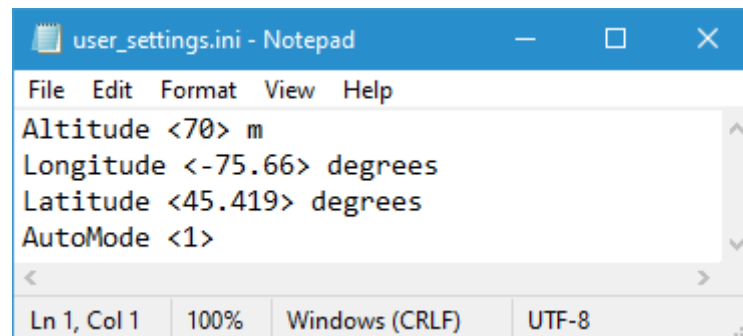 user_settings.ini - Notepad
File Edit Format View Help
Altitude <70> m
Longitude <-75.66> degrees
Latitude <45.419> degrees
AutoMode <1>
Ln 1, Col 1 100% Windows (CRLF) UTF-8